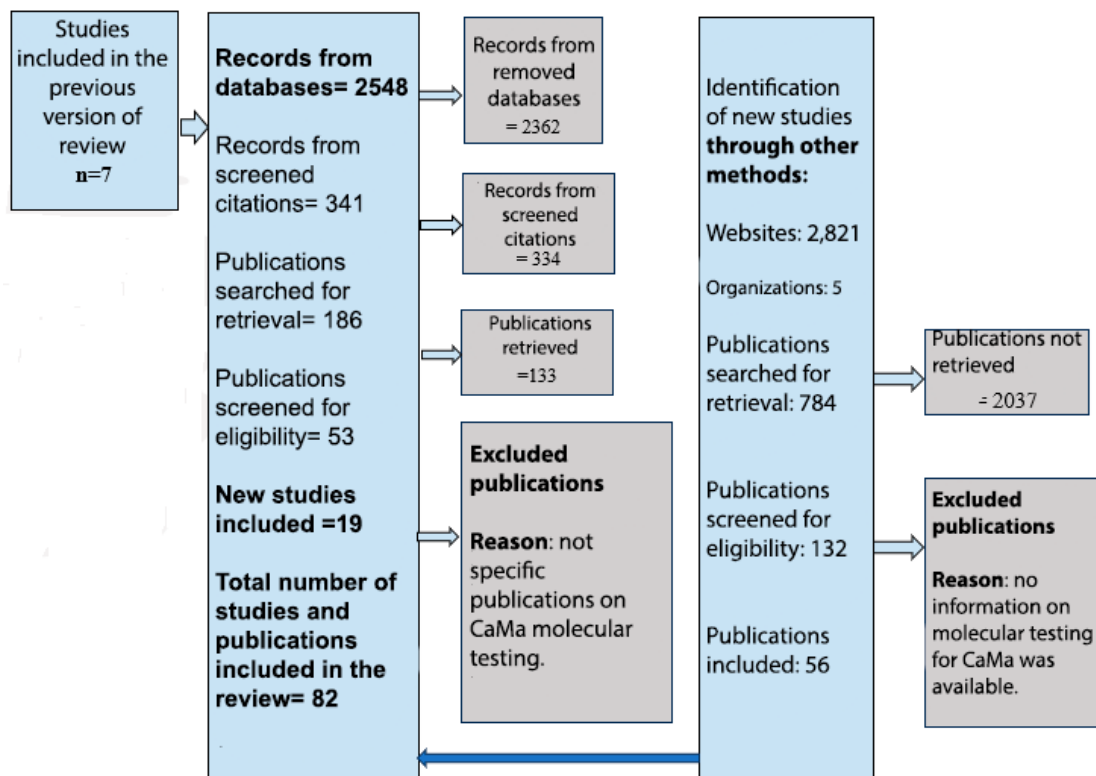 Studies
included in the
previous
version of
review
n=7
Records from
databases= 2548
Records from
screened
citations= 341
Publications
searched for
retrieval= 186
Publications
screened for
eligibility= 53
New studies
included =19
Total number of
studies and
publications
included in the
review= 82
Records from
removed
databases
= 2362
Records from
screened
citations
= 334
Publications
retrieved
=133
Excluded
publications
Reason: not
specific
publications on
CaMa molecular
testing.
Identification
of new studies
through other
methods:
Websites: 2,821
Organizations: 5
Publications
searched for
retrieval: 784
Publications
screened for
eligibility: 132
Publications
included: 56
Publications not
retrieved
= 2037
Excluded
publications
Reason: no
information on
molecular testing
for CaMa was
available.